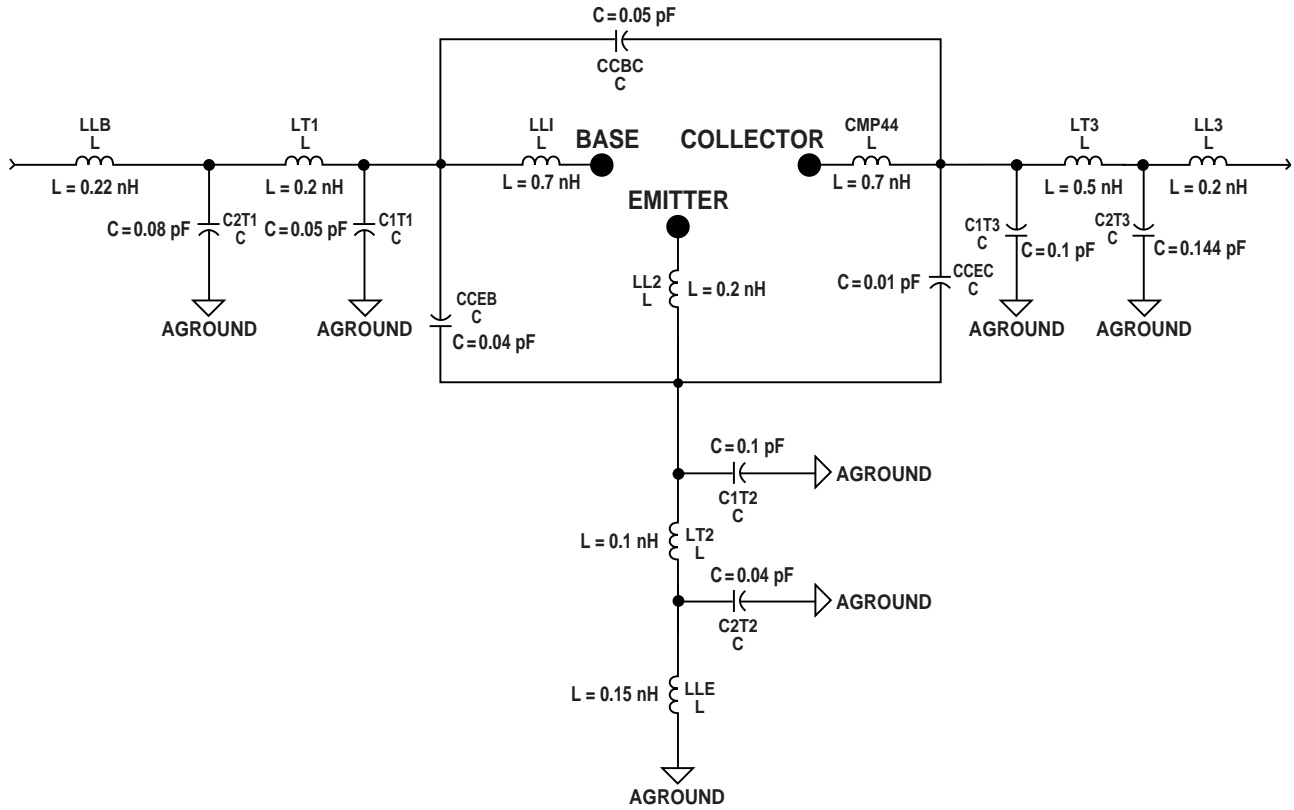 C = 0.05 pF
CCBC
C
LLB
L
L = 0.22 nH
LT1
L
L = 0.2 nH
LLI
L
L = 0.7 nH
BASE
COLLECTOR
CMP44
L
L = 0.7 nH
LT3
L
L = 0.5 nH
LL3
L
L = 0.2 nH
EMITTER
C = 0.08 pF
C2T1
C
AGROUND
C = 0.05 pF
C1T1
C
AGROUND
CCEB
C
C = 0.04 pF
LL2
L
L = 0.2 nH
C = 0.01 pF
CCEC
C
C1T3
C
C = 0.1 pF
AGROUND
C2T3
C
C = 0.144 pF
AGROUND
C = 0.1 pF
C1T2
C
AGROUND
L = 0.1 nH
LT2
L
C = 0.04 pF
C2T2
C
AGROUND
L = 0.15 nH
LLE
L
AGROUND